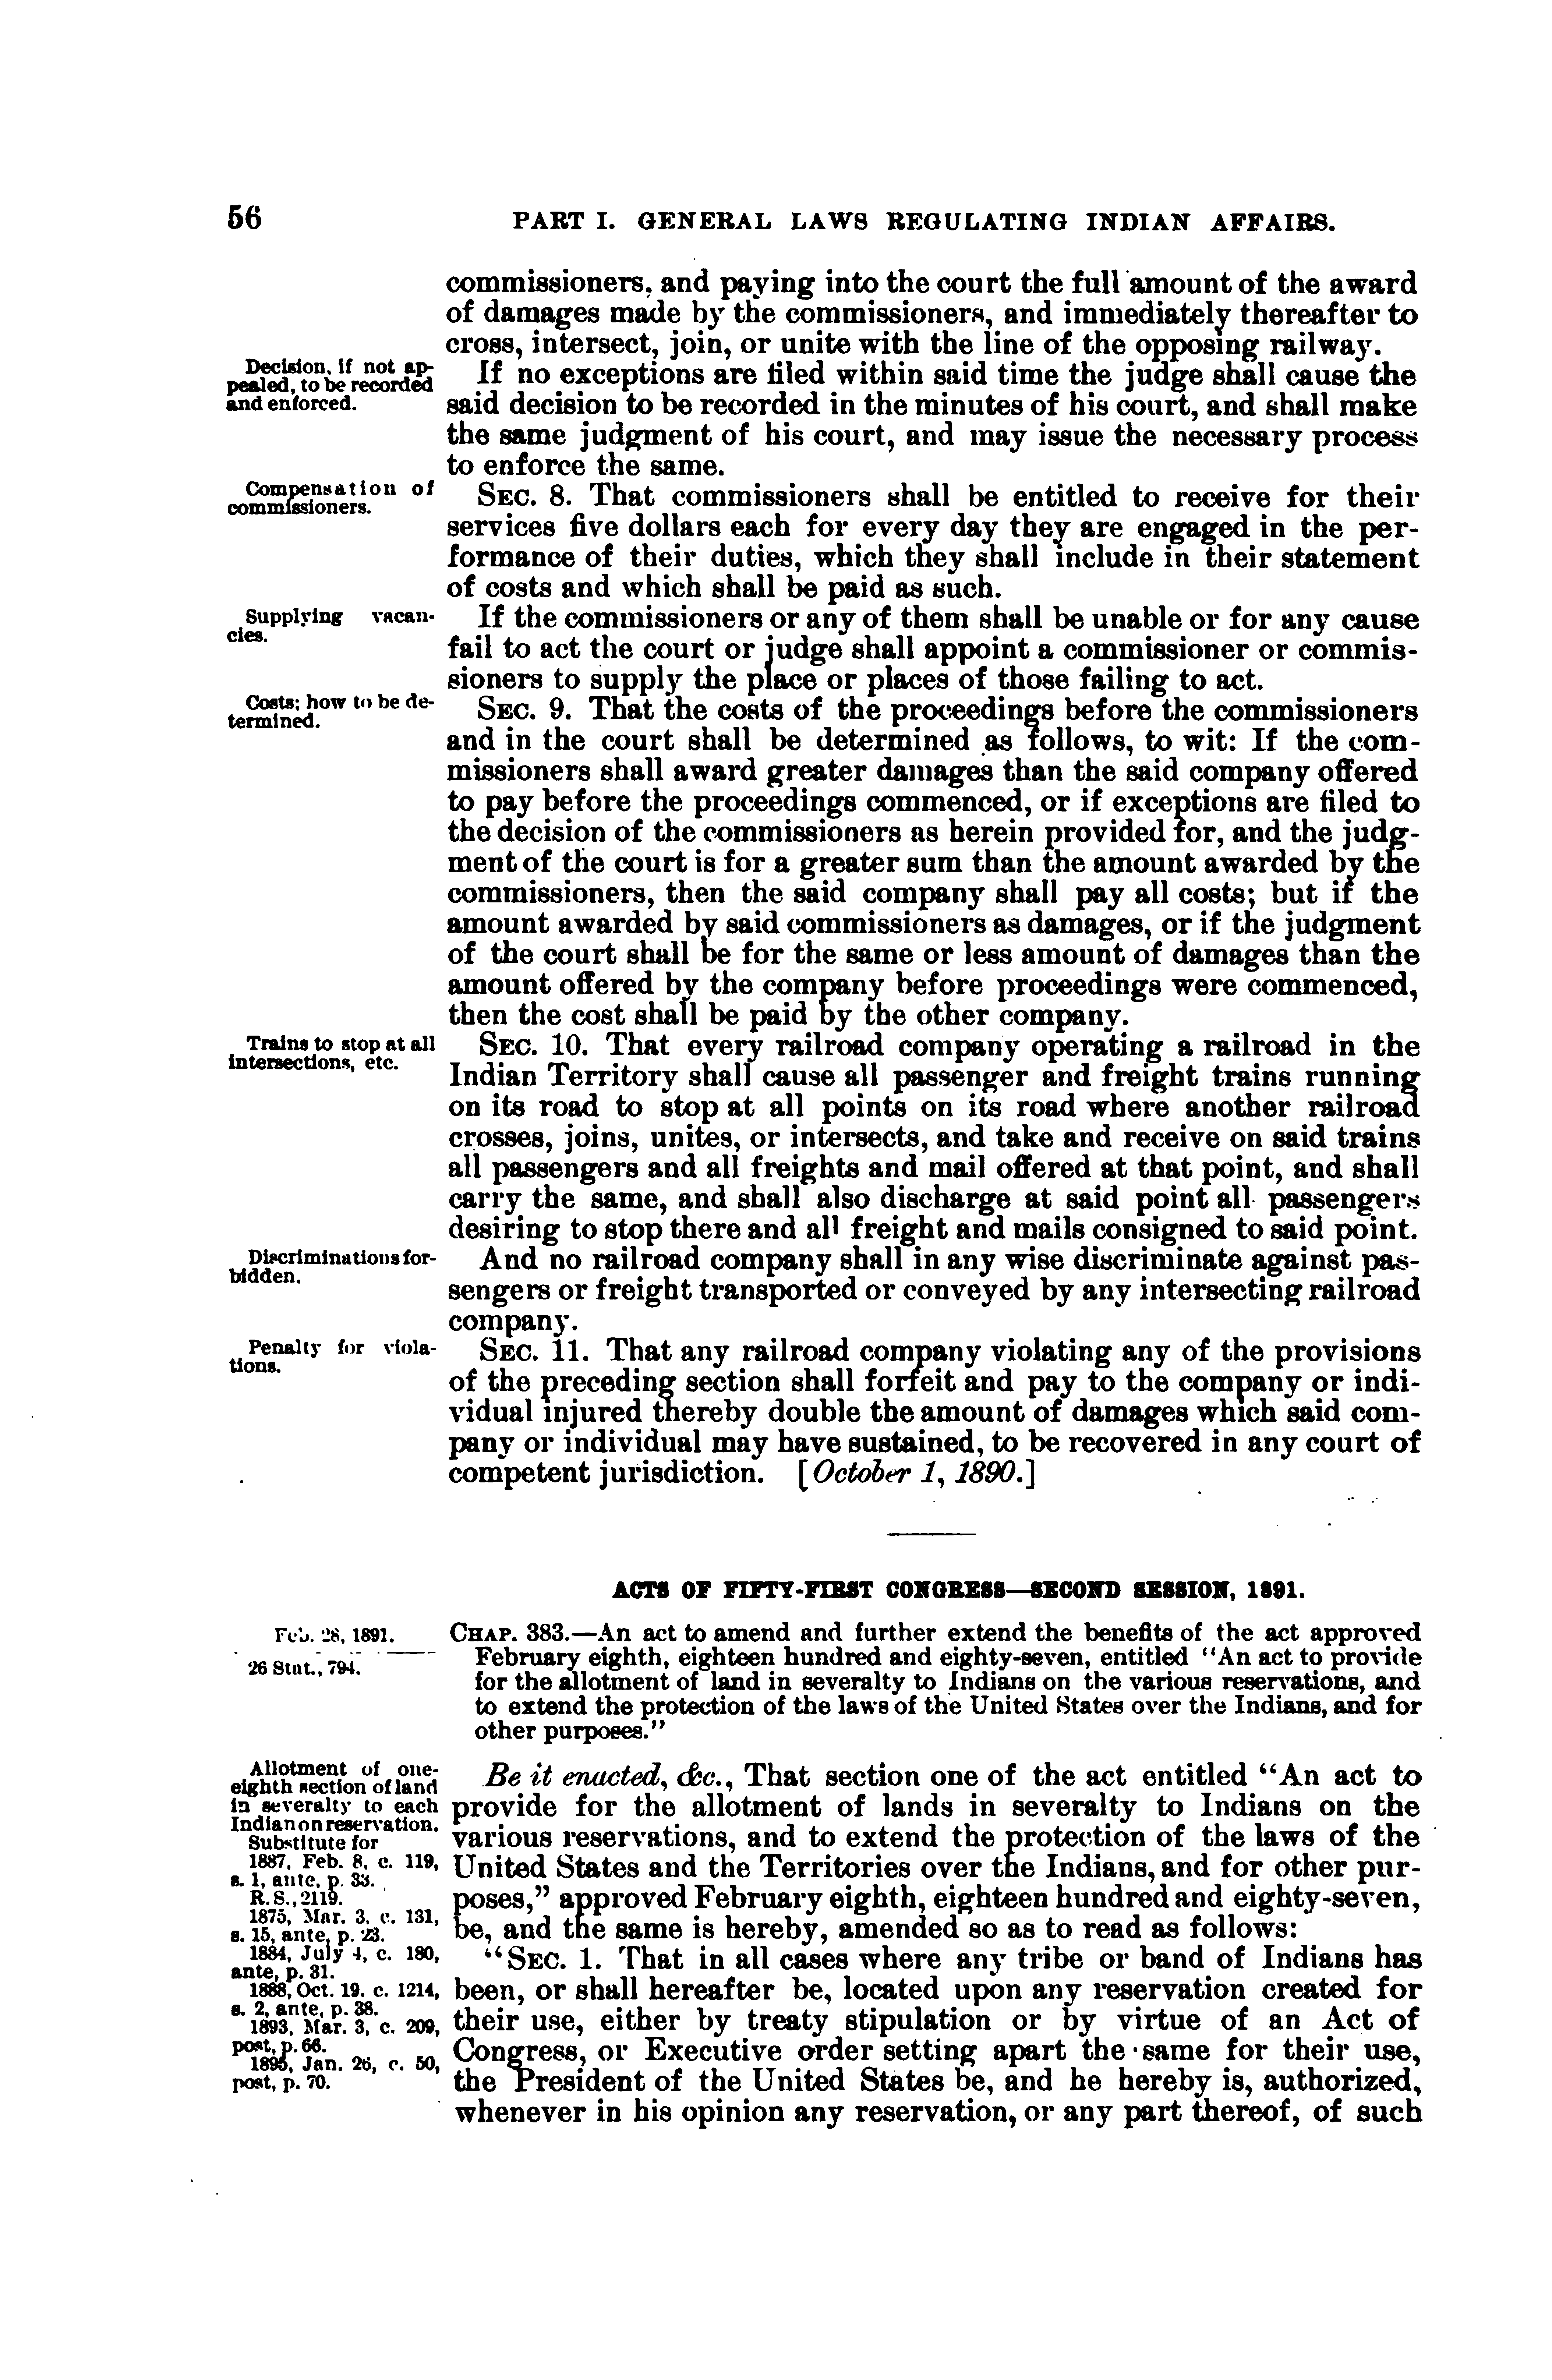 56
PART I. GENERAL LAWS REGULATING INDIAN AFFAIRS.
commissioners, and paying into the court the full amount of the award
of damages made by the commissioners, and immediately thereafter to
cross, intersect, join, or unite with the line of the opposing railway.
Decision, if not ap-
pealed, to be recorded
and enforced.
If no exceptions are filed within said time the judge shall cause the
said decision to be recorded in the minutes of his court, and shall make
the same judgment of his court, and may issue the necessary process
to enforce the same.
Compensation of
commissioners.
SEC. 8. That commissioners shall be entitled to receive for their
services five dollars each for every day they are engaged in the per-
formance of their duties, which they shall include in their statement
of costs and which shall be paid as such.
Supplying vacan-
cies.
If the commissioners or any of them shall be unable or for any cause
fail to act the court or judge shall appoint a commissioner or commis-
sioners to supply the place or places of those failing to act.
Costs; how to be de-
termined.
SEC. 9. That the costs of the proceedings before the commissioners
and in the court shall be determined as follows, to wit: If the com-
missioners shall award greater damages than the said company offered
to pay before the proceedings commenced, or if exceptions are filed to
the decision of the commissioners as herein provided for, and the judg-
ment of the court is for a greater sum than the amount awarded by the
commissioners, then the said company shall pay all costs; but if the
amount awarded by said commissioners as damages, or if the judgment
of the court shall be for the same or less amount of damages than the
amount offered by the company before proceedings were commenced,
then the cost shall be paid by the other company.
Trains to stop at all
intersections, etc.
SEC. 10. That every railroad company operating a railroad in the
Indian Territory shall cause all passenger and freight trains running
on its road to stop at all points on its road where another railroad
crosses, joins, unites, or intersects, and take and receive on said trains
all passengers and all freights and mail offered at that point, and shall
carry the same, and shall also discharge at said point all passengers
desiring to stop there and all freight and mails consigned to said point.
Discriminations for-
bidden.
And no railroad company shall in any wise discriminate against pas-
sengers or freight transported or conveyed by any intersecting railroad
company.
Penalty for viola-
tions.
SEC. 11. That any railroad company violating any of the provisions
of the preceding section shall forfeit and pay to the company or indi-
vidual injured thereby double the amount of damages which said com-
pany or individual may have sustained, to be recovered in any court of
competent jurisdiction. [October 1, 1890.]
ACTS OF FIFTY-FIRST CONGRESS—SECOND SESSION, 1891.
Feb. 28, 1891.
26 Stat., 794.
CHAP. 383.—An act to amend and further extend the benefits of the act approved
February eighth, eighteen hundred and eighty-seven, entitled "An act to provide
for the allotment of land in severalty to Indians on the various reservations, and
to extend the protection of the laws of the United States over the Indians, and for
other purposes."
Allotment of one-
eighth section of land
in severalty to each
Indian on reservation.
Substitute for
1887, Feb. 8, c. 119,
s. 1, ante, p. 33.
R. S., 2119.
1875, Mar. 3, c. 131,
s. 15, ante, p. 23.
1884, July 4, c. 180,
ante, p. 31.
1888, Oct. 19. c. 1214,
s. 2, ante, p. 38.
1893, Mar. 3, c. 209,
post, p. 66.
1895, Jan. 26, c. 50,
post, p. 70.
Be it enacted, &c., That section one of the act entitled "An act to
provide for the allotment of lands in severalty to Indians on the
various reservations, and to extend the protection of the laws of the
United States and the Territories over the Indians, and for other pur-
poses," approved February eighth, eighteen hundred and eighty-seven,
be, and the same is hereby, amended so as to read as follows:
"SEC. 1. That in all cases where any tribe or band of Indians has
been, or shall hereafter be, located upon any reservation created for
their use, either by treaty stipulation or by virtue of an Act of
Congress, or Executive order setting apart the same for their use,
the President of the United States be, and he hereby is, authorized,
whenever in his opinion any reservation, or any part thereof, of such